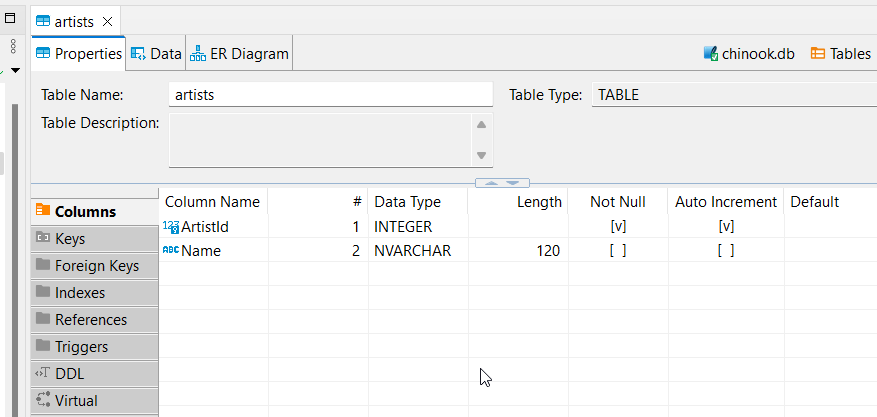 artists
Properties Data ER Diagram chinook.db Tables
Table Name: artists Table Type: TABLE
Table Description:
Columns
Keys
Foreign Keys
Indexes
References
Triggers
DDL
Virtual
Column Name # Data Type Length Not Null Auto Increment Default
123 ArtistId 1 INTEGER [v] [v]
ABC Name 2 NVARCHAR 120 [ ] [ ]